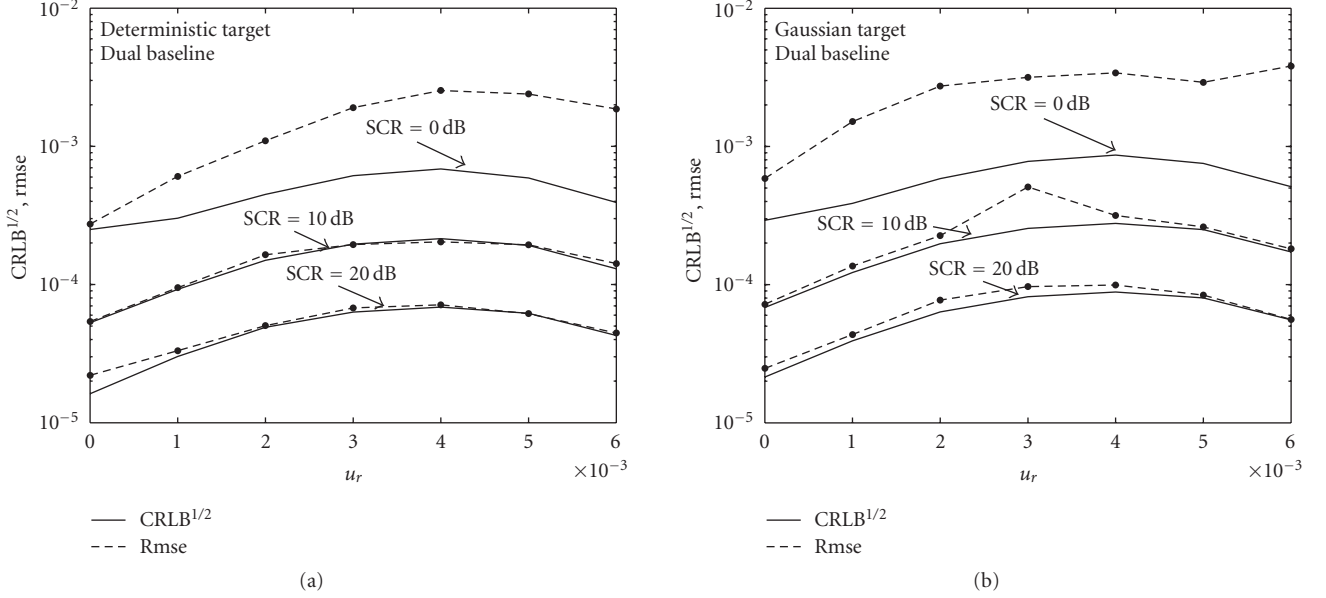 10⁻²
Deterministic target
Dual baseline
10⁻³
SCR = 0 dB
SCR = 10 dB
SCR = 20 dB
10⁻⁴
10⁻⁵
CRLB^1/2, rmse
0 1 2 3 4 5 6
×10⁻³
u_r
CRLB^1/2
Rmse
(a)
10⁻²
Gaussian target
Dual baseline
10⁻³
SCR = 0 dB
SCR = 10 dB
SCR = 20 dB
10⁻⁴
10⁻⁵
CRLB^1/2, rmse
0 1 2 3 4 5 6
×10⁻³
u_r
CRLB^1/2
Rmse
(b)